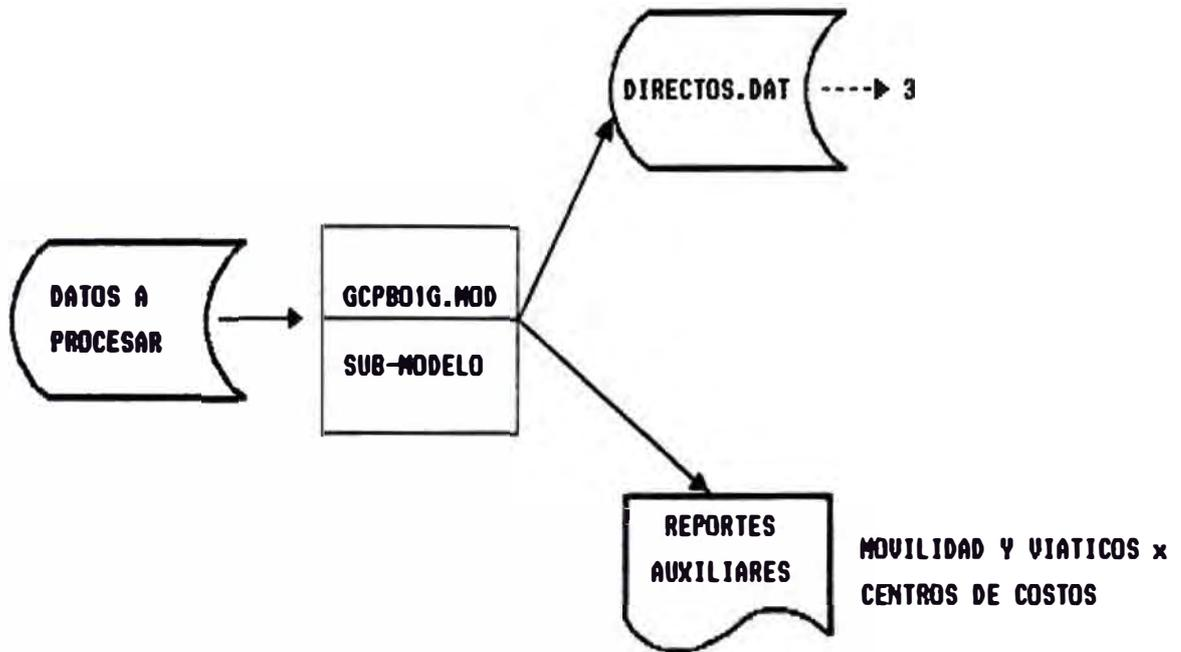 DIRECTOS.DAT
3
DATOS A
PROCESAR
GCPB01G.MOD
SUB-MODELO
REPORTES
AUXILIARES
MOVILIDAD Y VIATICOS x
CENTROS DE COSTOS